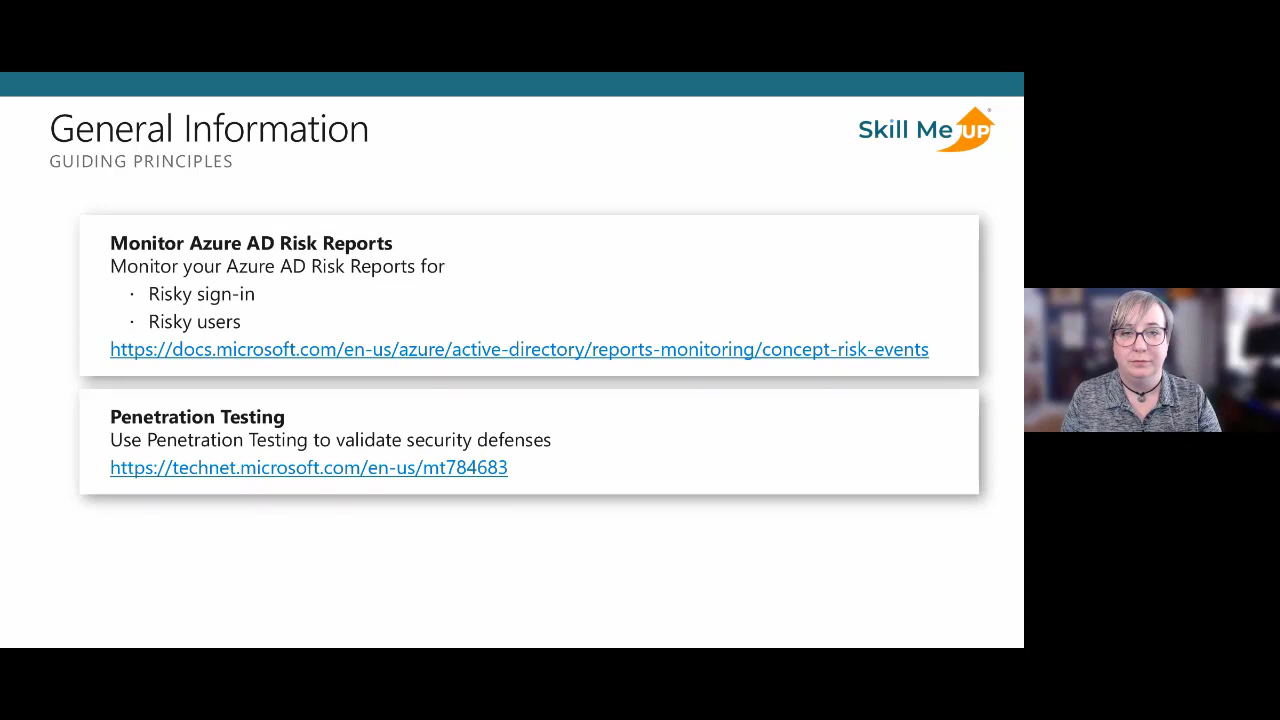 General Information
GUIDING PRINCIPLES
Skill Me UP
Monitor Azure AD Risk Reports
Monitor your Azure AD Risk Reports for
· Risky sign-in
· Risky users
https://docs.microsoft.com/en-us/azure/active-directory/reports-monitoring/concept-risk-events
Penetration Testing
Use Penetration Testing to validate security defenses
https://technet.microsoft.com/en-us/mt784683